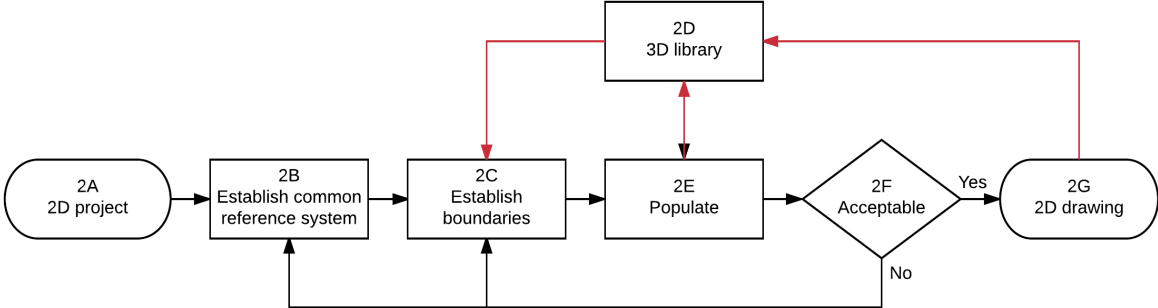 2D
3D library
2A
2D project
2B
Establish common
reference system
2C
Establish
boundaries
2E
Populate
2F
Acceptable
Yes
2G
2D drawing
No